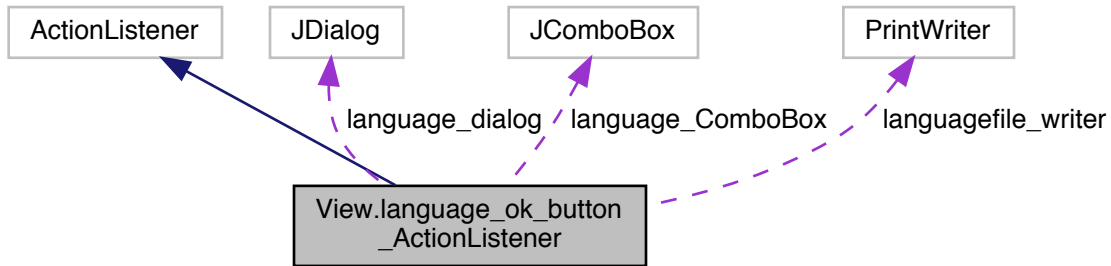 ActionListener
JDialog
JComboBox
PrintWriter
language_dialog
language_ComboBox
languagefile_writer
View.language_ok_button
_ActionListener